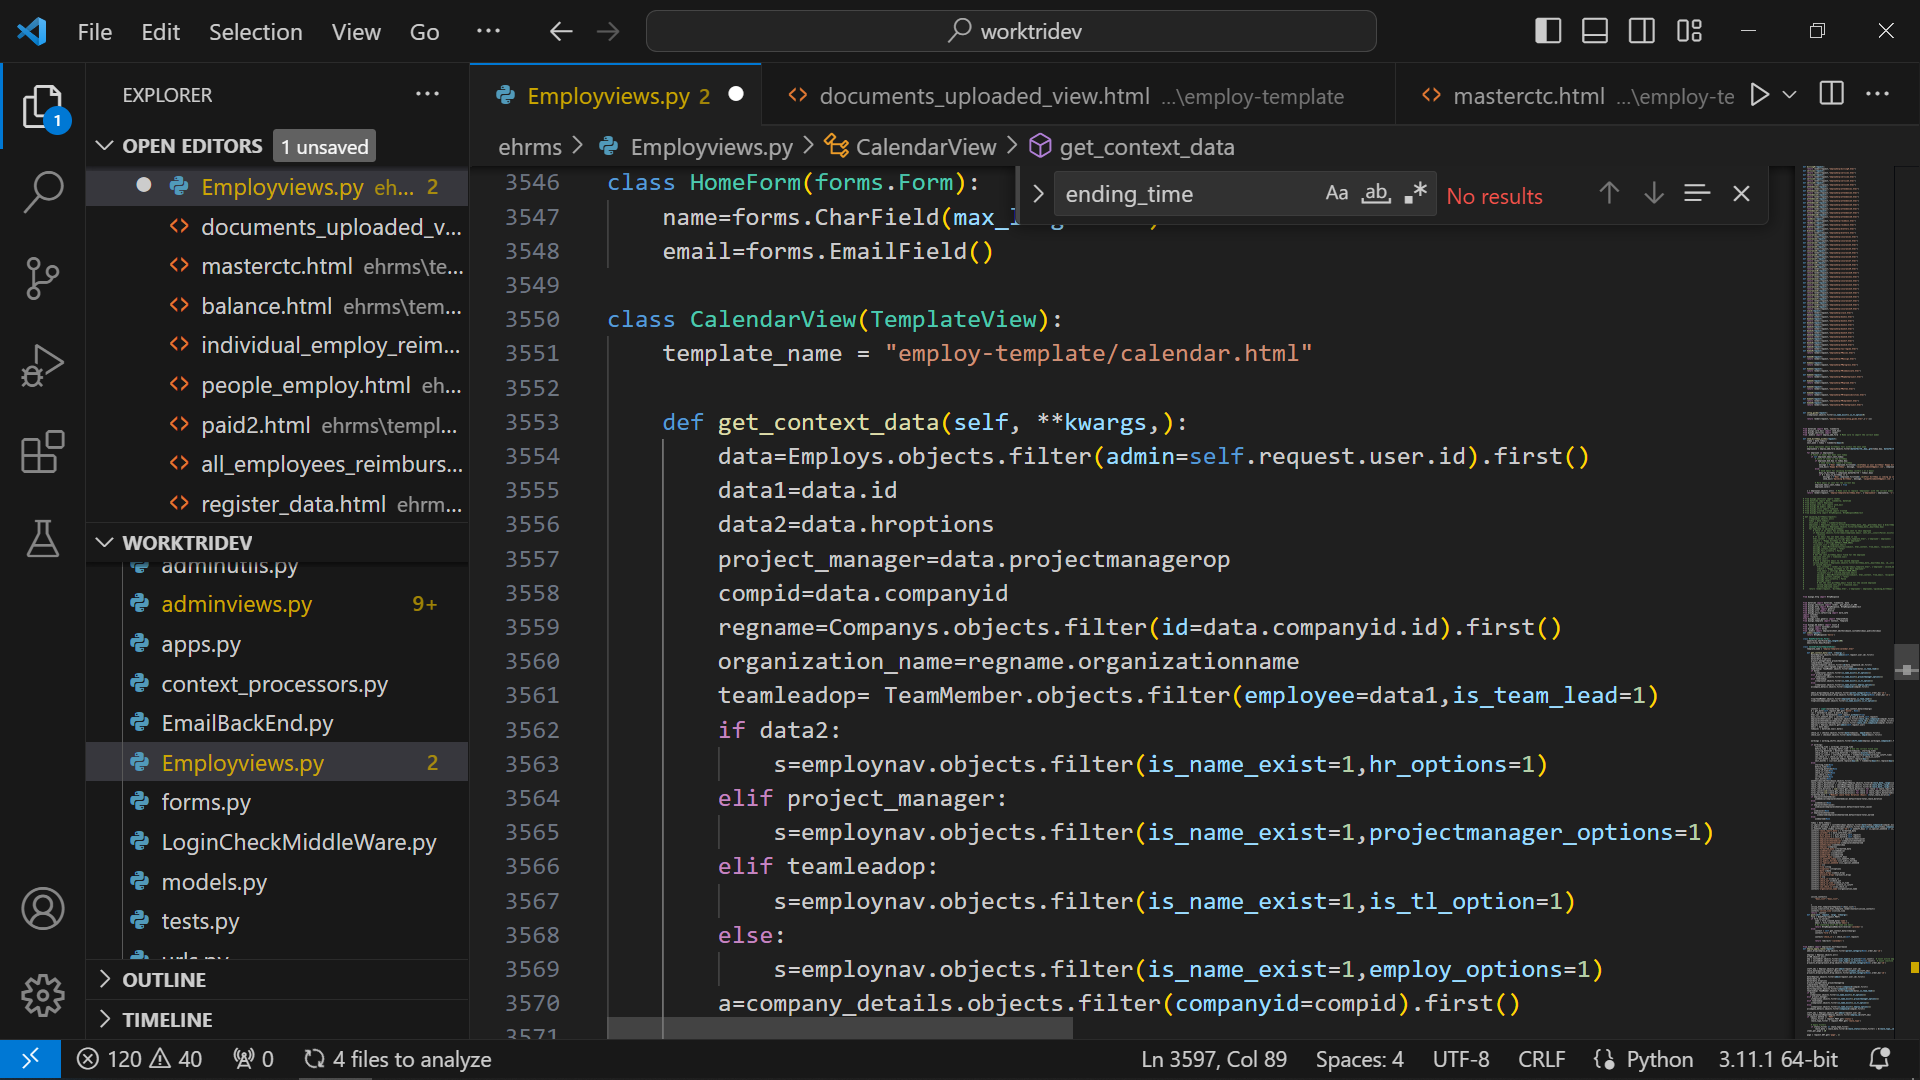 File Edit Selection View Go ··· worktridev
EXPLORER ···
OPEN EDITORS 1 unsaved
Employviews.py eh... 2
documents_uploaded_v...
masterctc.html ehrms\te...
balance.html ehrms\tem...
individual_employ_reim...
people_employ.html eh...
paid2.html ehrms\templ...
all_employees_reimburs...
register_data.html ehrm...
WORKTRIDEV
adminutils.py
adminviews.py 9+
apps.py
context_processors.py
EmailBackEnd.py
Employviews.py 2
forms.py
LoginCheckMiddleWare.py
models.py
tests.py
urls.py
OUTLINE
TIMELINE
1
Employviews.py 2 documents_uploaded_view.html ...\employ-template masterctc.html ...\employ-te
ehrms > Employviews.py > CalendarView > get_context_data
ending_time Aa ab .* No results
3546 class HomeForm(forms.Form):
3547 name=forms.CharField(max_
3548 email=forms.EmailField()
3549
3550 class CalendarView(TemplateView):
3551 template_name = "employ-template/calendar.html"
3552
3553 def get_context_data(self, **kwargs,):
3554 data=Employs.objects.filter(admin=self.request.user.id).first()
3555 data1=data.id
3556 data2=data.hroptions
3557 project_manager=data.projectmanagerop
3558 compid=data.companyid
3559 regname=Companys.objects.filter(id=data.companyid.id).first()
3560 organization_name=regname.organizationname
3561 teamleadop= TeamMember.objects.filter(employee=data1,is_team_lead=1)
3562 if data2:
3563 s=employnav.objects.filter(is_name_exist=1,hr_options=1)
3564 elif project_manager:
3565 s=employnav.objects.filter(is_name_exist=1,projectmanager_options=1)
3566 elif teamleadop:
3567 s=employnav.objects.filter(is_name_exist=1,is_tl_option=1)
3568 else:
3569 s=employnav.objects.filter(is_name_exist=1,employ_options=1)
3570 a=company_details.objects.filter(companyid=compid).first()
3571
120 40 0 4 files to analyze Ln 3597, Col 89 Spaces: 4 UTF-8 CRLF {} Python 3.11.1 64-bit